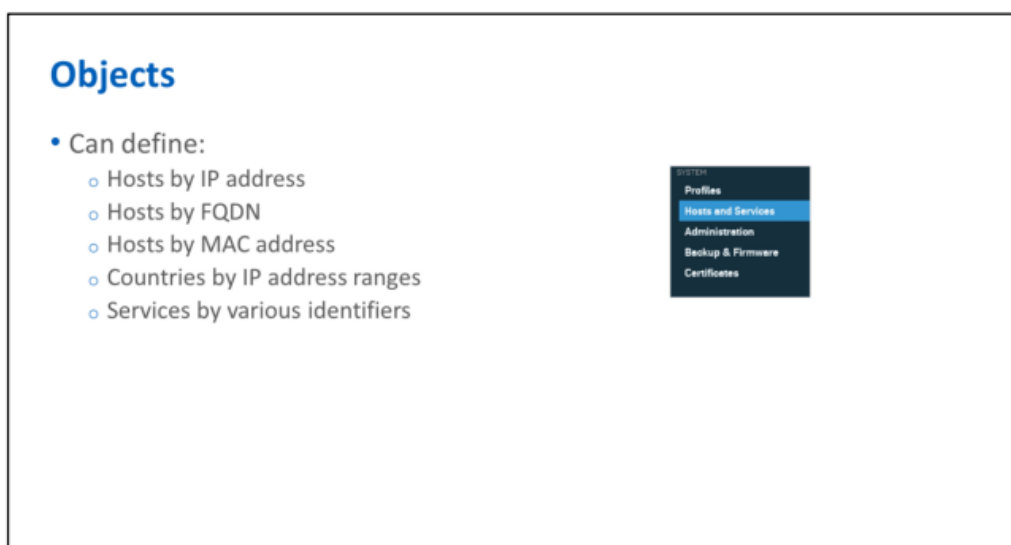 Objects
• Can define:
o Hosts by IP address
o Hosts by FQDN
o Hosts by MAC address
o Countries by IP address ranges
o Services by various identifiers
SYSTEM
Profiles
Hosts and Services
Administration
Backup & Firmware
Certificates